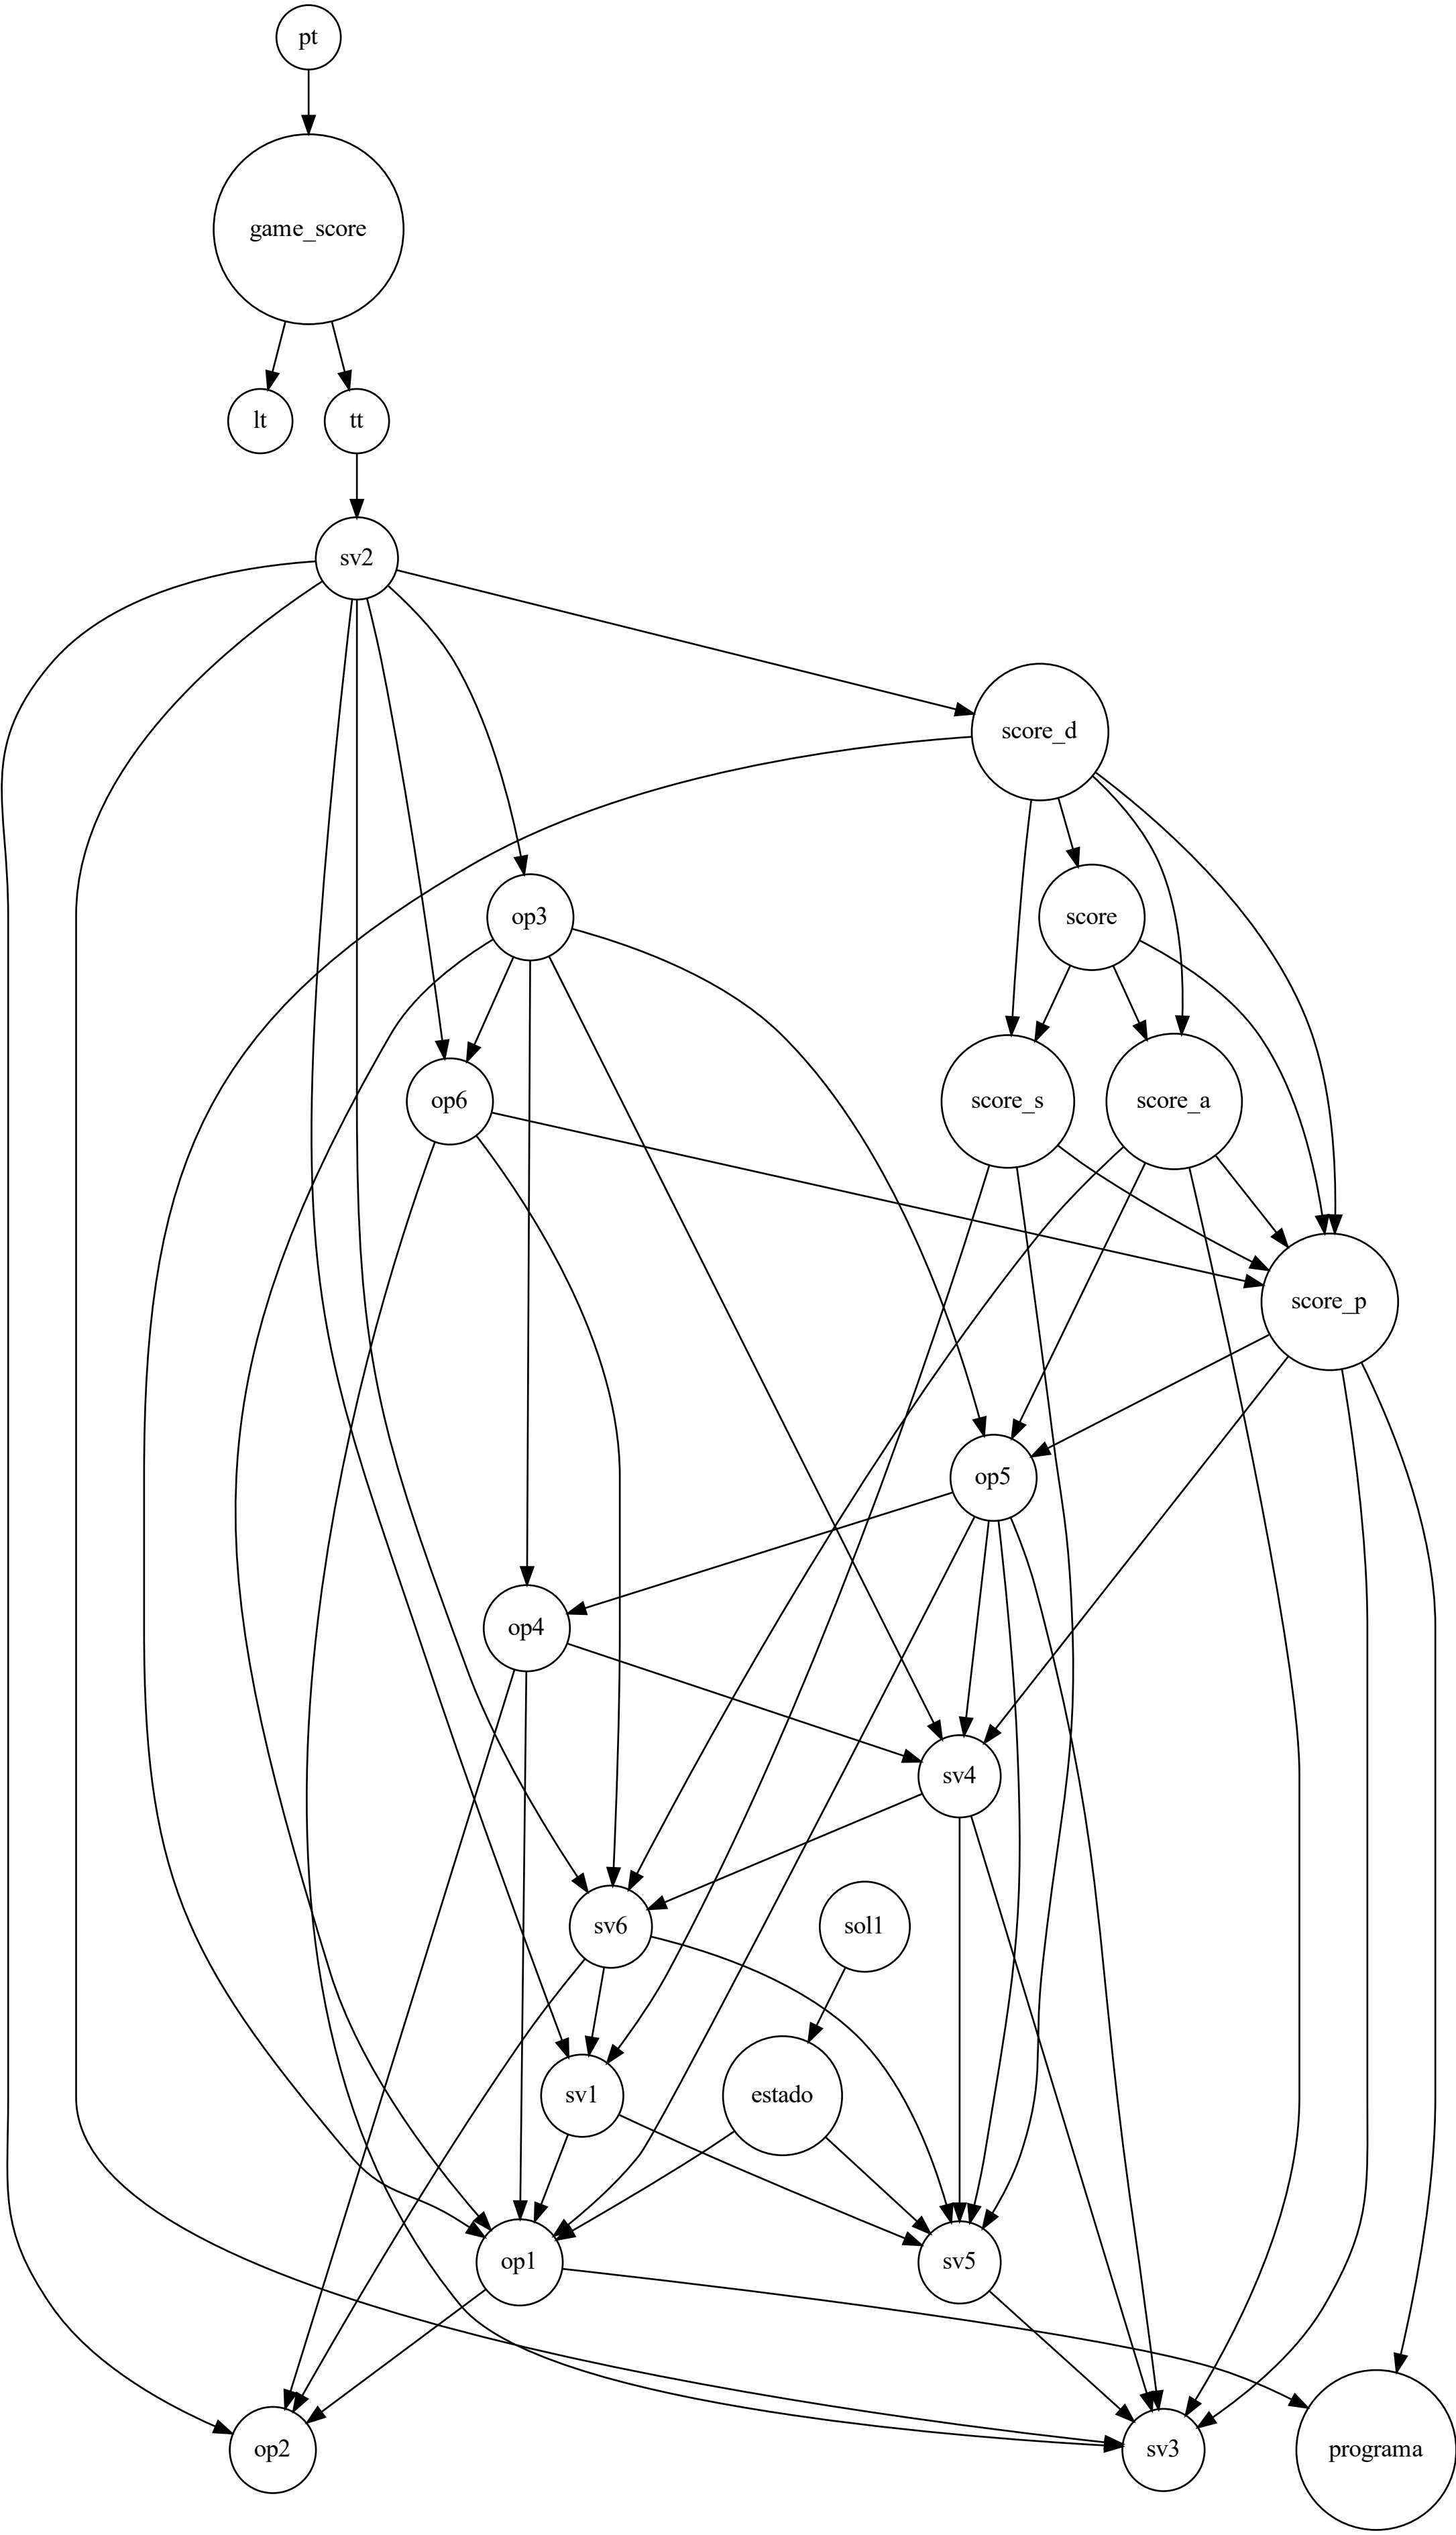 pt
game_score
lt
tt
sv2
score_d
op3
score
op6
score_s
score_a
score_p
op5
op4
sv4
sv6
sol1
sv1
estado
op1
sv5
op2
sv3
programa